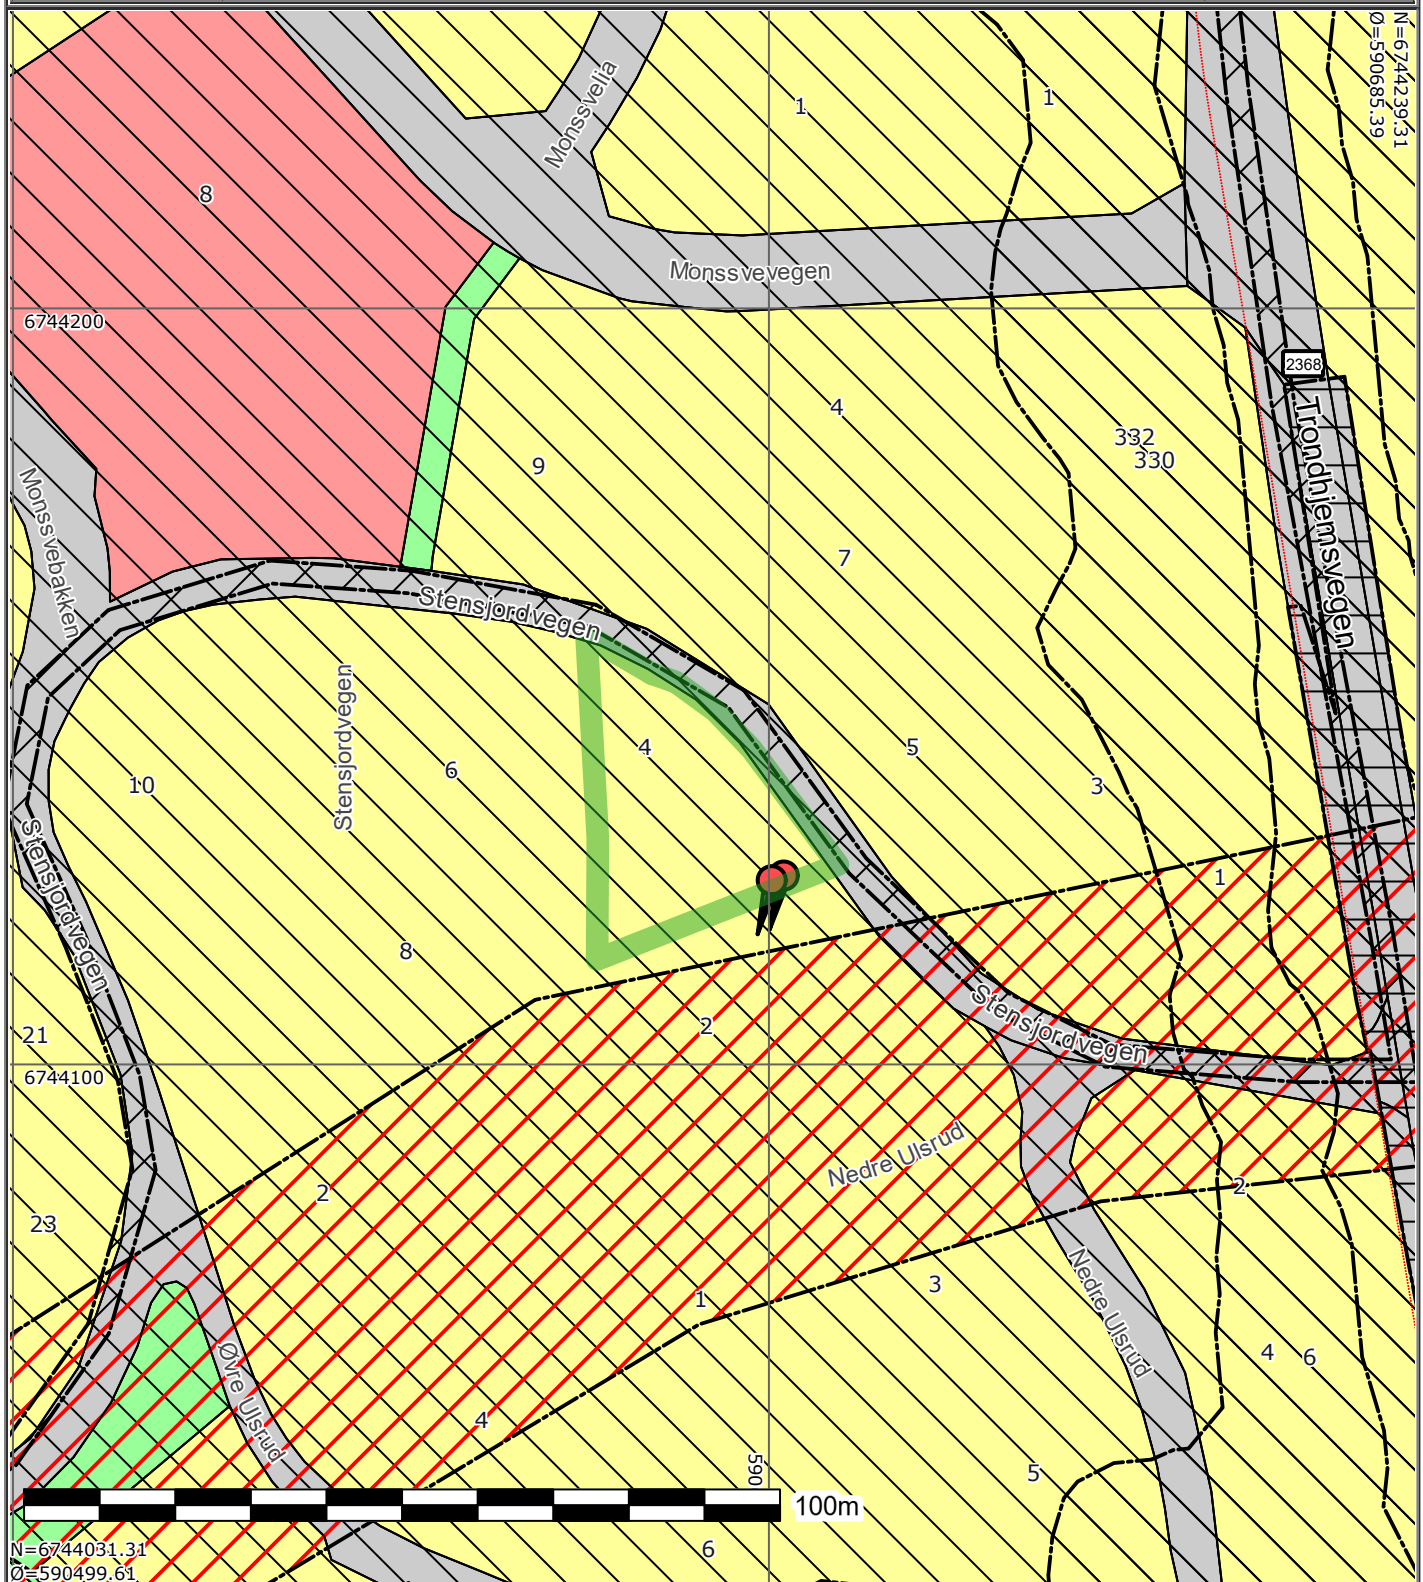 N=6744239.31
Ø=590685.39
Monssvelia
1
1
8
Monssvevegen
6744200
2368
Trondhjemsvegen
4
332
330
9
7
Monssvebakken
Stensjordvegen
Stensjordvegen
4
5
6
10
3
Stensjordvegen
1
8
2
Stensjordvegen
21
6744100
Nedre Ulsrud
2
2
23
3
1
Nedre Ulsrud
4
6
Øvre Ulsrud
4
5
590
100m
N=6744031.31
Ø=590499.61
6